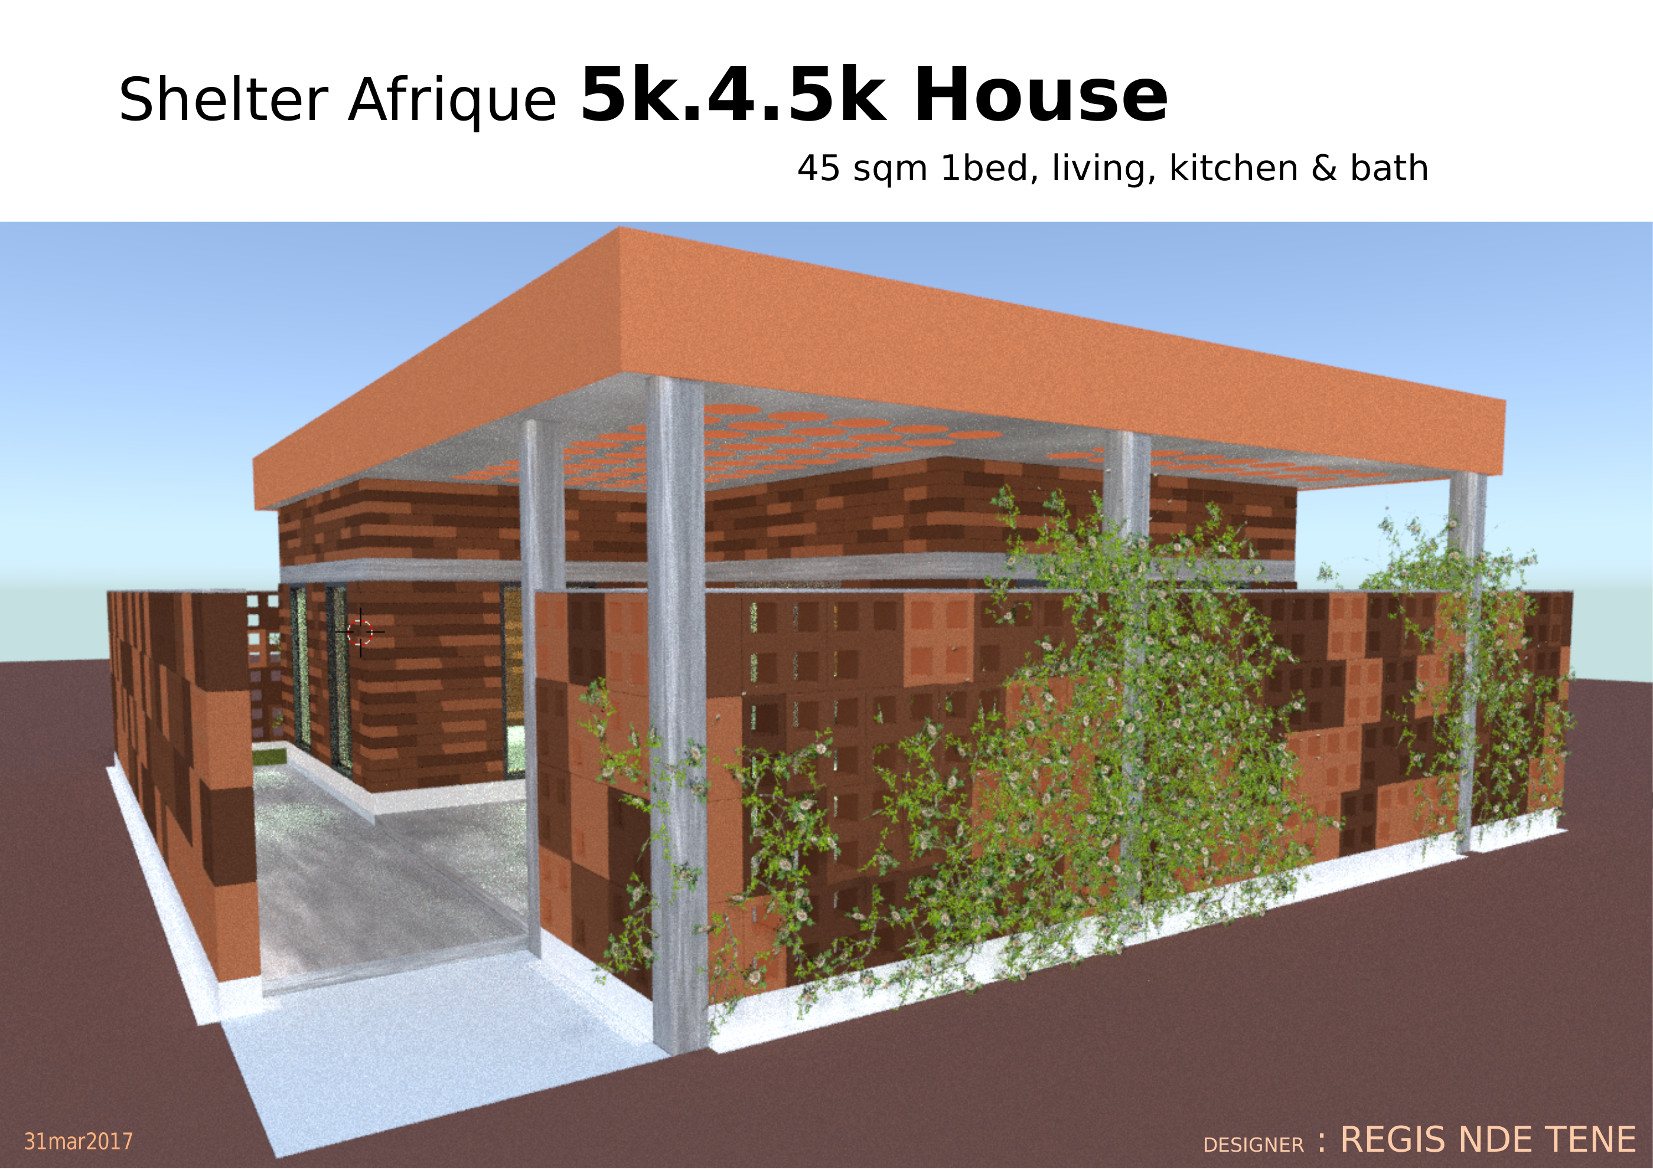 Shelter Afrique 5k.4.5k House
45 sqm 1bed, living, kitchen & bath
31mar2017
DESIGNER : REGIS NDE TENE